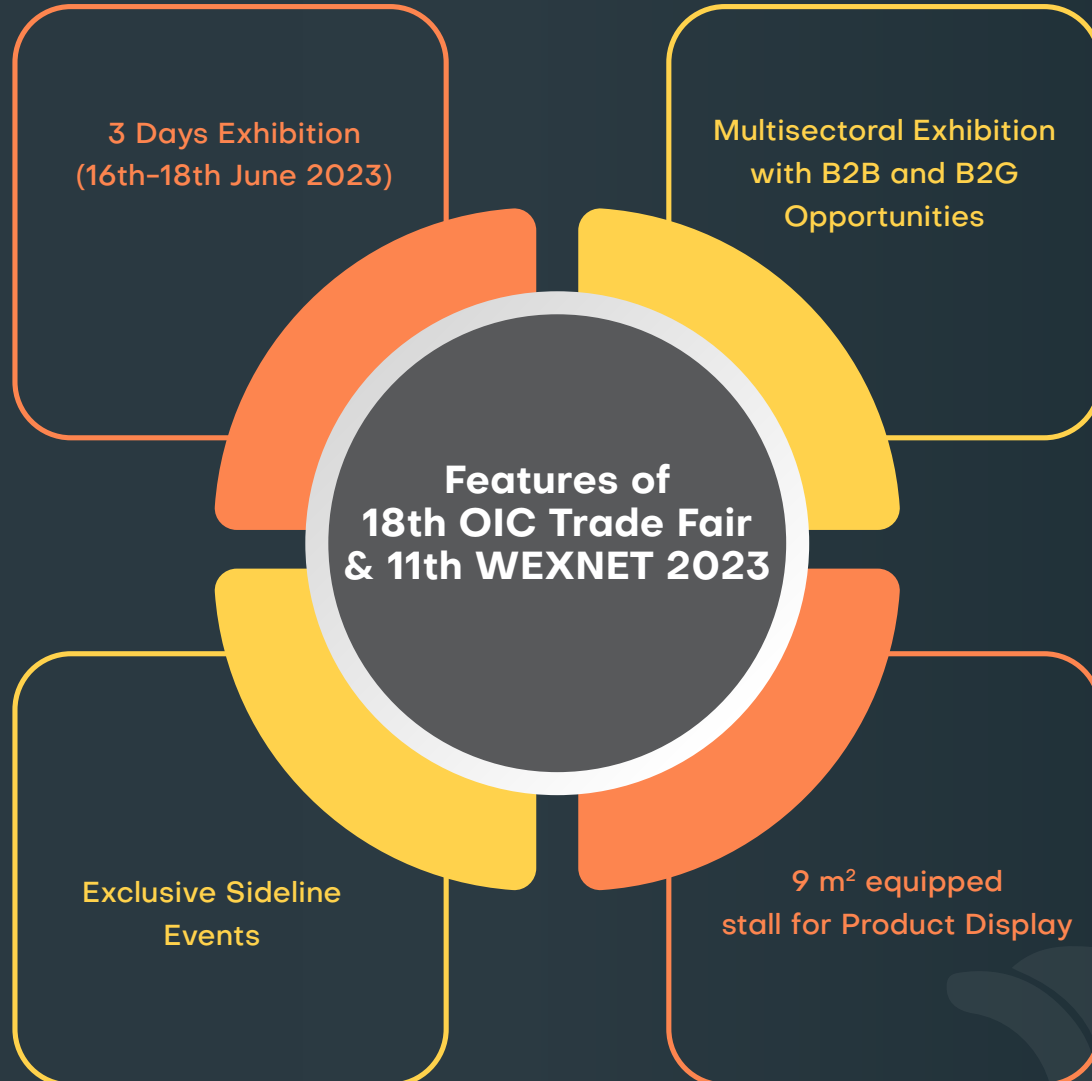 3 Days Exhibition
(16th-18th June 2023)
Multisectoral Exhibition
with B2B and B2G
Opportunities
Features of
18th OIC Trade Fair
& 11th WEXNET 2023
Exclusive Sideline
Events
9 m² equipped
stall for Product Display